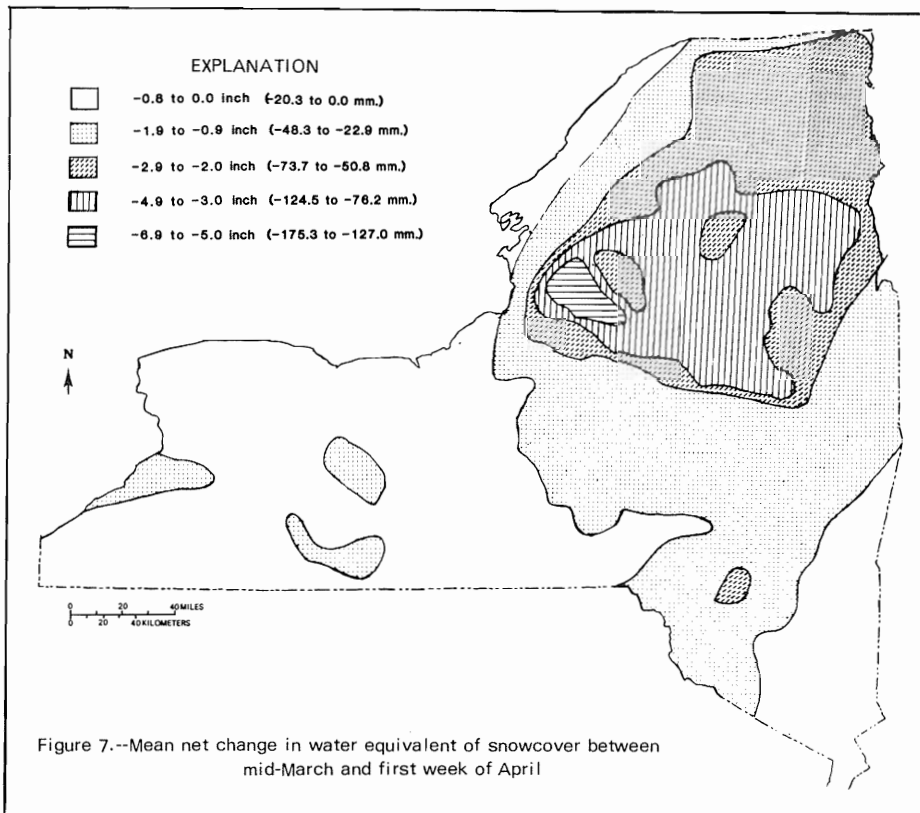 EXPLANATION
-0.8 to 0.0 inch (-20.3 to 0.0 mm.)
-1.9 to -0.9 inch (-48.3 to -22.9 mm.)
-2.9 to -2.0 inch (-73.7 to -50.8 mm.)
-4.9 to -3.0 inch (-124.5 to -76.2 mm.)
-6.9 to -5.0 inch (-175.3 to -127.0 mm.)
N
0 20 40 MILES
0 20 40 KILOMETERS
Figure 7.--Mean net change in water equivalent of snowcover between
mid-March and first week of April